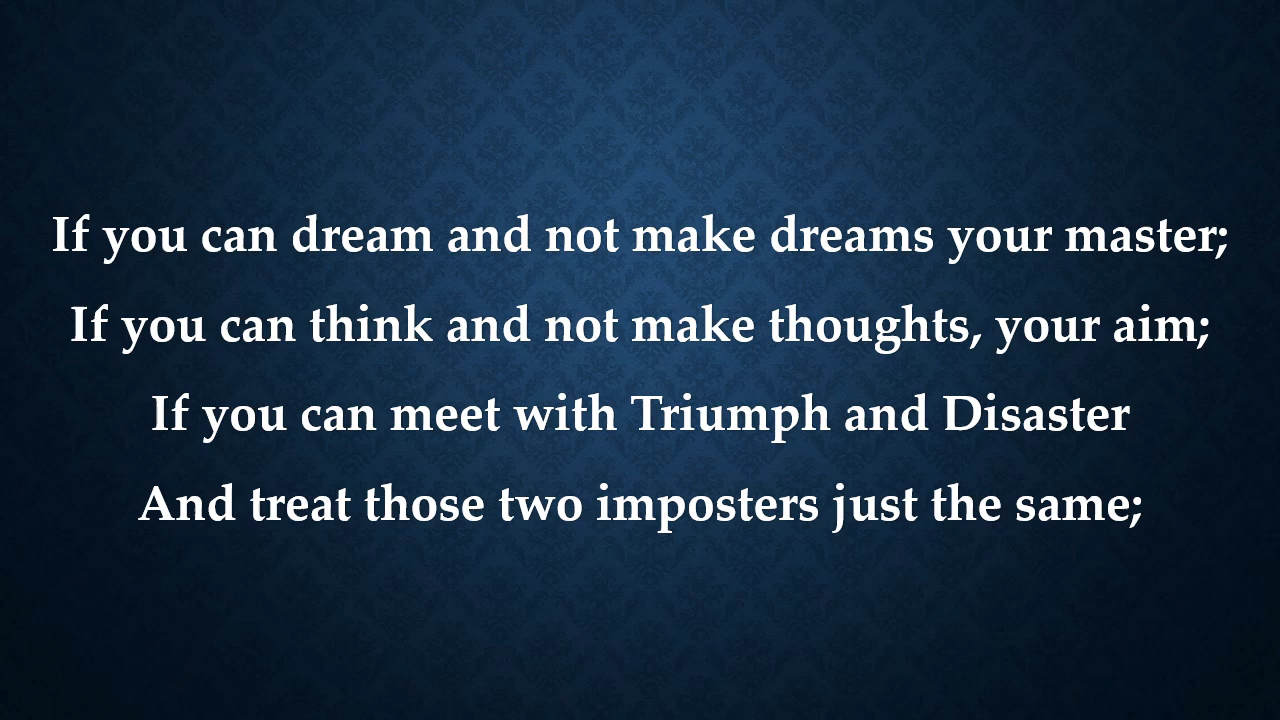 If you can dream and not make dreams your master;
If you can think and not make thoughts, your aim;
If you can meet with Triumph and Disaster
And treat those two imposters just the same;